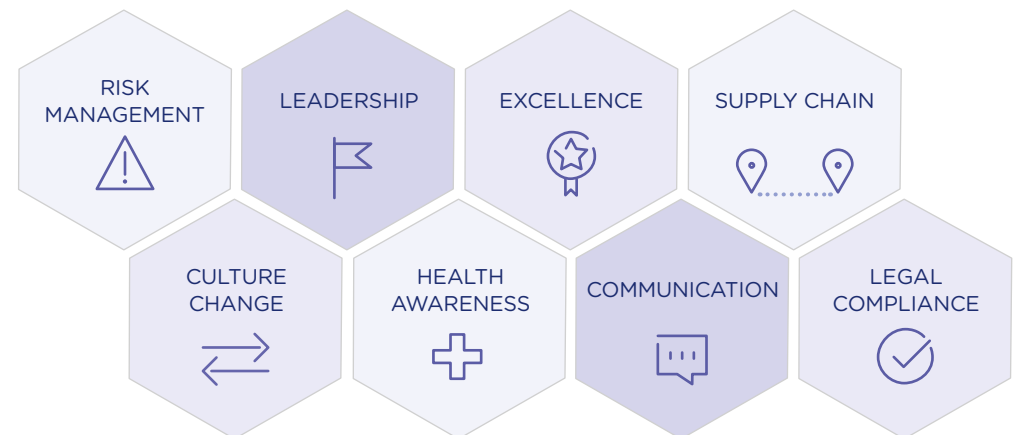 RISK
MANAGEMENT
LEADERSHIP
EXCELLENCE
SUPPLY CHAIN
CULTURE
CHANGE
HEALTH
AWARENESS
COMMUNICATION
LEGAL
COMPLIANCE